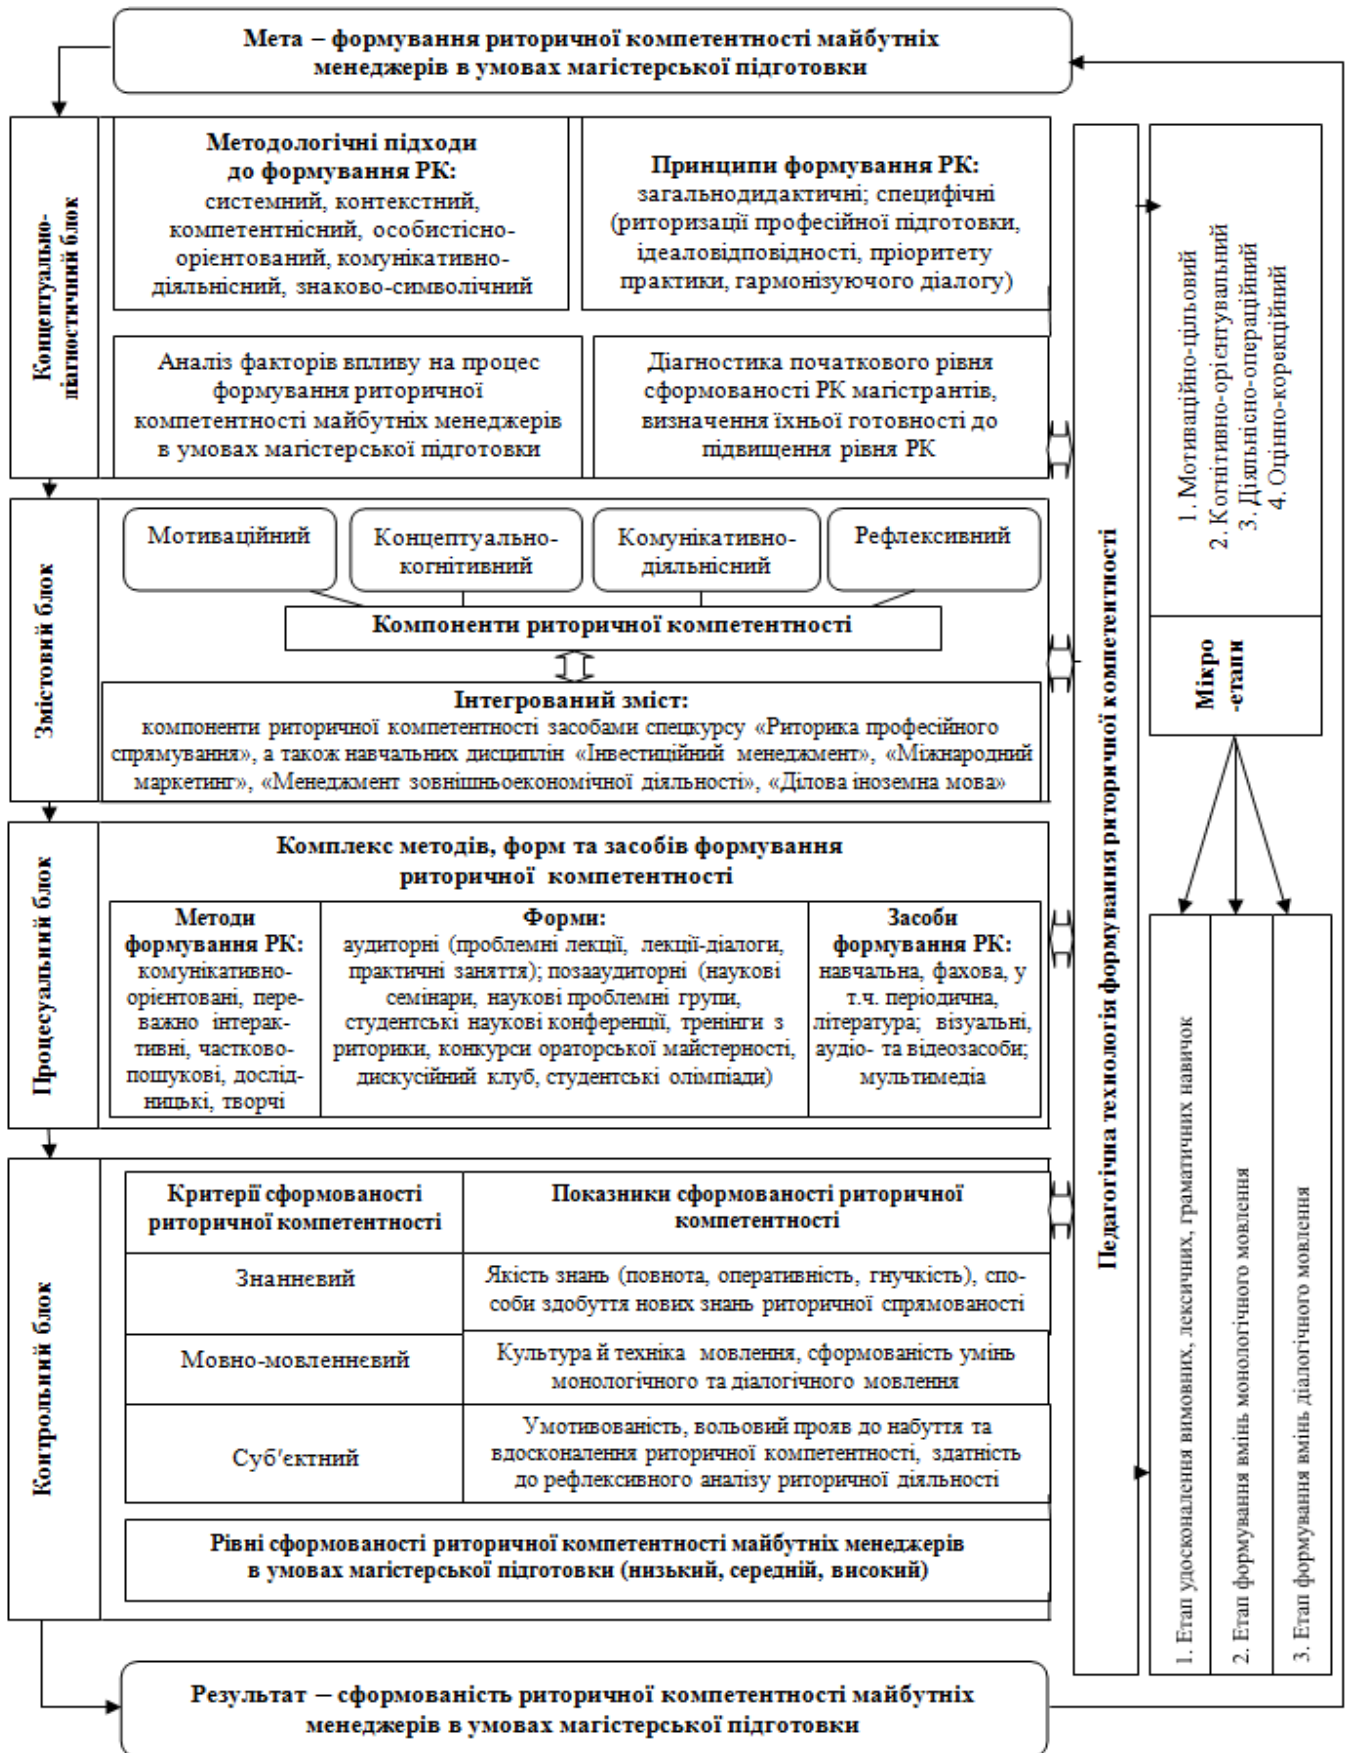 Мета – формування риторичної компетентності майбутніх
менеджерів в умовах магістерської підготовки
Концептуально-
діагностичний блок
Методологічні підходи
до формування РК:
системний, контекстний,
компетентнісний, особистісно-
орієнтований, комунікативно-
діяльнісний, знаково-символічний
Принципи формування РК:
загальнодидактичні; специфічні
(риторизації професійної підготовки,
ідеаловідповідності, пріоритету
практики, гармонізуючого діалогу)
Аналіз факторів впливу на процес
формування риторичної
компетентності майбутніх менеджерів
в умовах магістерської підготовки
Діагностика початкового рівня
сформованості РК магістрантів,
визначення їхньої готовності до
підвищення рівня РК
Змістовий блок
Мотиваційний
Концептуально-
когнітивний
Комунікативно-
діяльнісний
Рефлексивний
Компоненти риторичної компетентності
Інтегрований зміст:
компоненти риторичної компетентності засобами спецкурсу «Риторика професійного
спрямування», а також навчальних дисциплін «Інвестиційний менеджмент», «Міжнародний
маркетинг», «Менеджмент зовнішньоекономічної діяльності», «Ділова іноземна мова»
Процесуальний блок
Комплекс методів, форм та засобів формування
риторичної компетентності
Методи
формування РК:
комунікативно-
орієнтовані, пере-
важно інтерак-
тивні, частково-
пошукові, дослід-
ницькі, творчі
Форми:
аудиторні (проблемні лекції, лекції-діалоги,
практичні заняття); позааудиторні (наукові
семінари, наукові проблемні групи,
студентські наукові конференції, тренінги з
риторики, конкурси ораторської майстерності,
дискусійний клуб, студентські олімпіади)
Засоби
формування РК:
навчальна, фахова, у
т.ч. періодична,
література; візуальні,
аудіо- та відеозасоби;
мультимедіа
Контрольний блок
Критерії сформованості
риторичної компетентності
Показники сформованості риторичної
компетентності
Знаннєвий
Якість знань (повнота, оперативність, гнучкість), спо-
соби здобуття нових знань риторичної спрямованості
Мовно-мовленнєвий
Культура й техніка мовлення, сформованість умінь
монологічного та діалогічного мовлення
Суб'єктний
Умотивованість, вольовий прояв до набуття та
вдосконалення риторичної компетентності, здатність
до рефлексивного аналізу риторичної діяльності
Рівні сформованості риторичної компетентності майбутніх менеджерів
в умовах магістерської підготовки (низький, середній, високий)
Результат – сформованість риторичної компетентності майбутніх
менеджерів в умовах магістерської підготовки
Педагогічна технологія формування риторичної компетентності
1. Мотиваційно-цільовий
2. Когнітивно-орієнтувальний
3. Діяльнісно-операційний
4. Оцінно-корекційний
Мікро
-етапи
1. Етап удосконалення вимовних, лексичних, граматичних навичок
2. Етап формування вмінь монологічного мовлення
3. Етап формування вмінь діалогічного мовлення